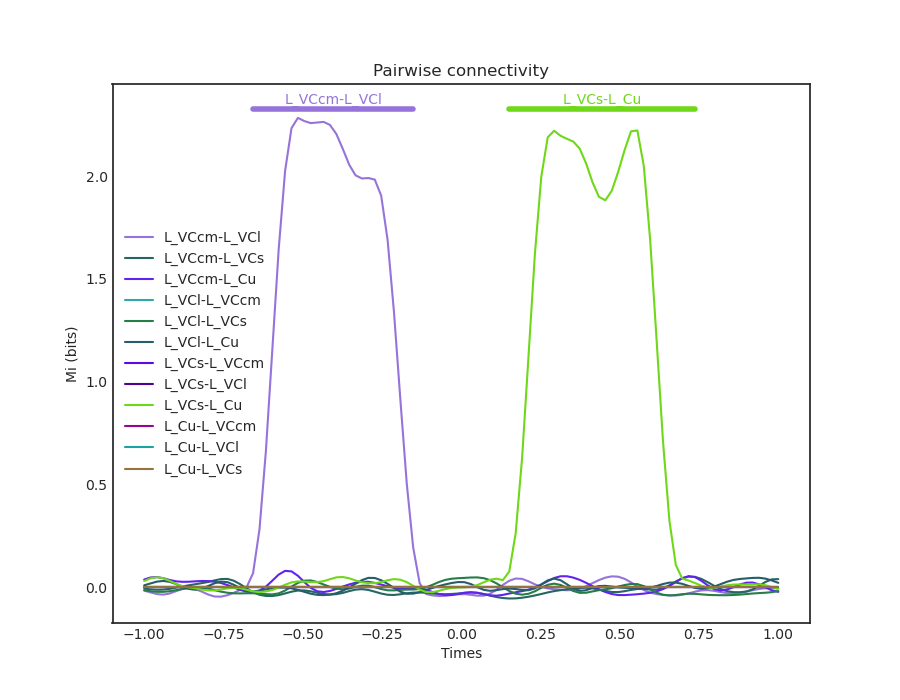 Pairwise connectivity
L_VCcm-L_VCl
L_VCs-L_Cu
2.0
1.5
1.0
0.5
0.0
Mi (bits)
L_VCcm-L_VCl
L_VCcm-L_VCs
L_VCcm-L_Cu
L_VCl-L_VCcm
L_VCl-L_VCs
L_VCl-L_Cu
L_VCs-L_VCcm
L_VCs-L_VCl
L_VCs-L_Cu
L_Cu-L_VCcm
L_Cu-L_VCl
L_Cu-L_VCs
−1.00 −0.75 −0.50 −0.25 0.00 0.25 0.50 0.75 1.00
Times